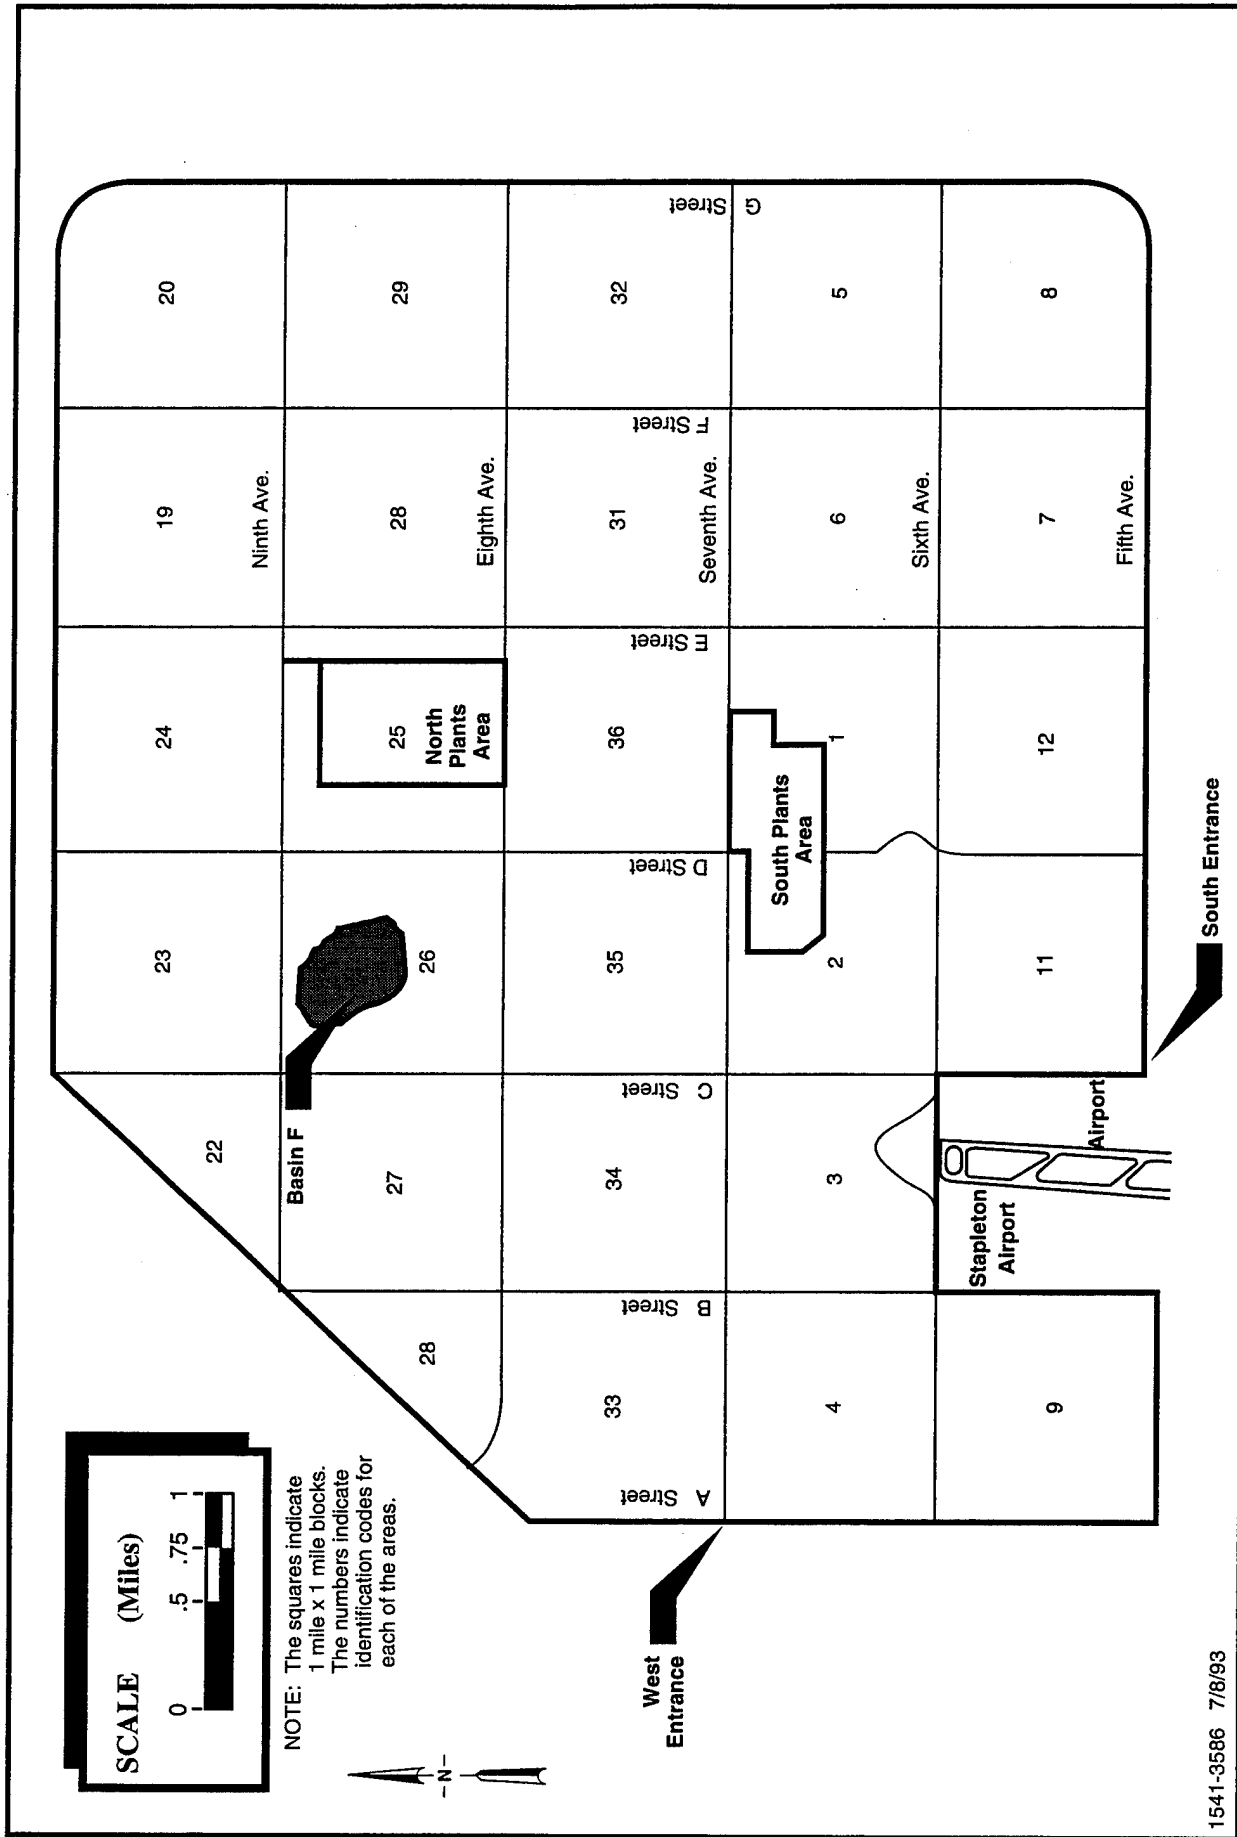 SCALE (Miles)
0 .5 .75 1
NOTE: The squares indicate
1 mile x 1 mile blocks.
The numbers indicate
identification codes for
each of the areas.
-N-
22
23
24
19
20
Ninth Ave.
Basin F
28
27
26
25
North
Plants
Area
28
29
Eighth Ave.
33
34
35
36
31
32
A Street
B Street
C Street
D Street
E Street
F Street
G Street
Seventh Ave.
West
Entrance
4
3
2
South Plants
Area
1
6
5
Sixth Ave.
9
Stapleton
Airport
Airport
11
12
7
8
Fifth Ave.
South Entrance
1541-3586 7/8/93